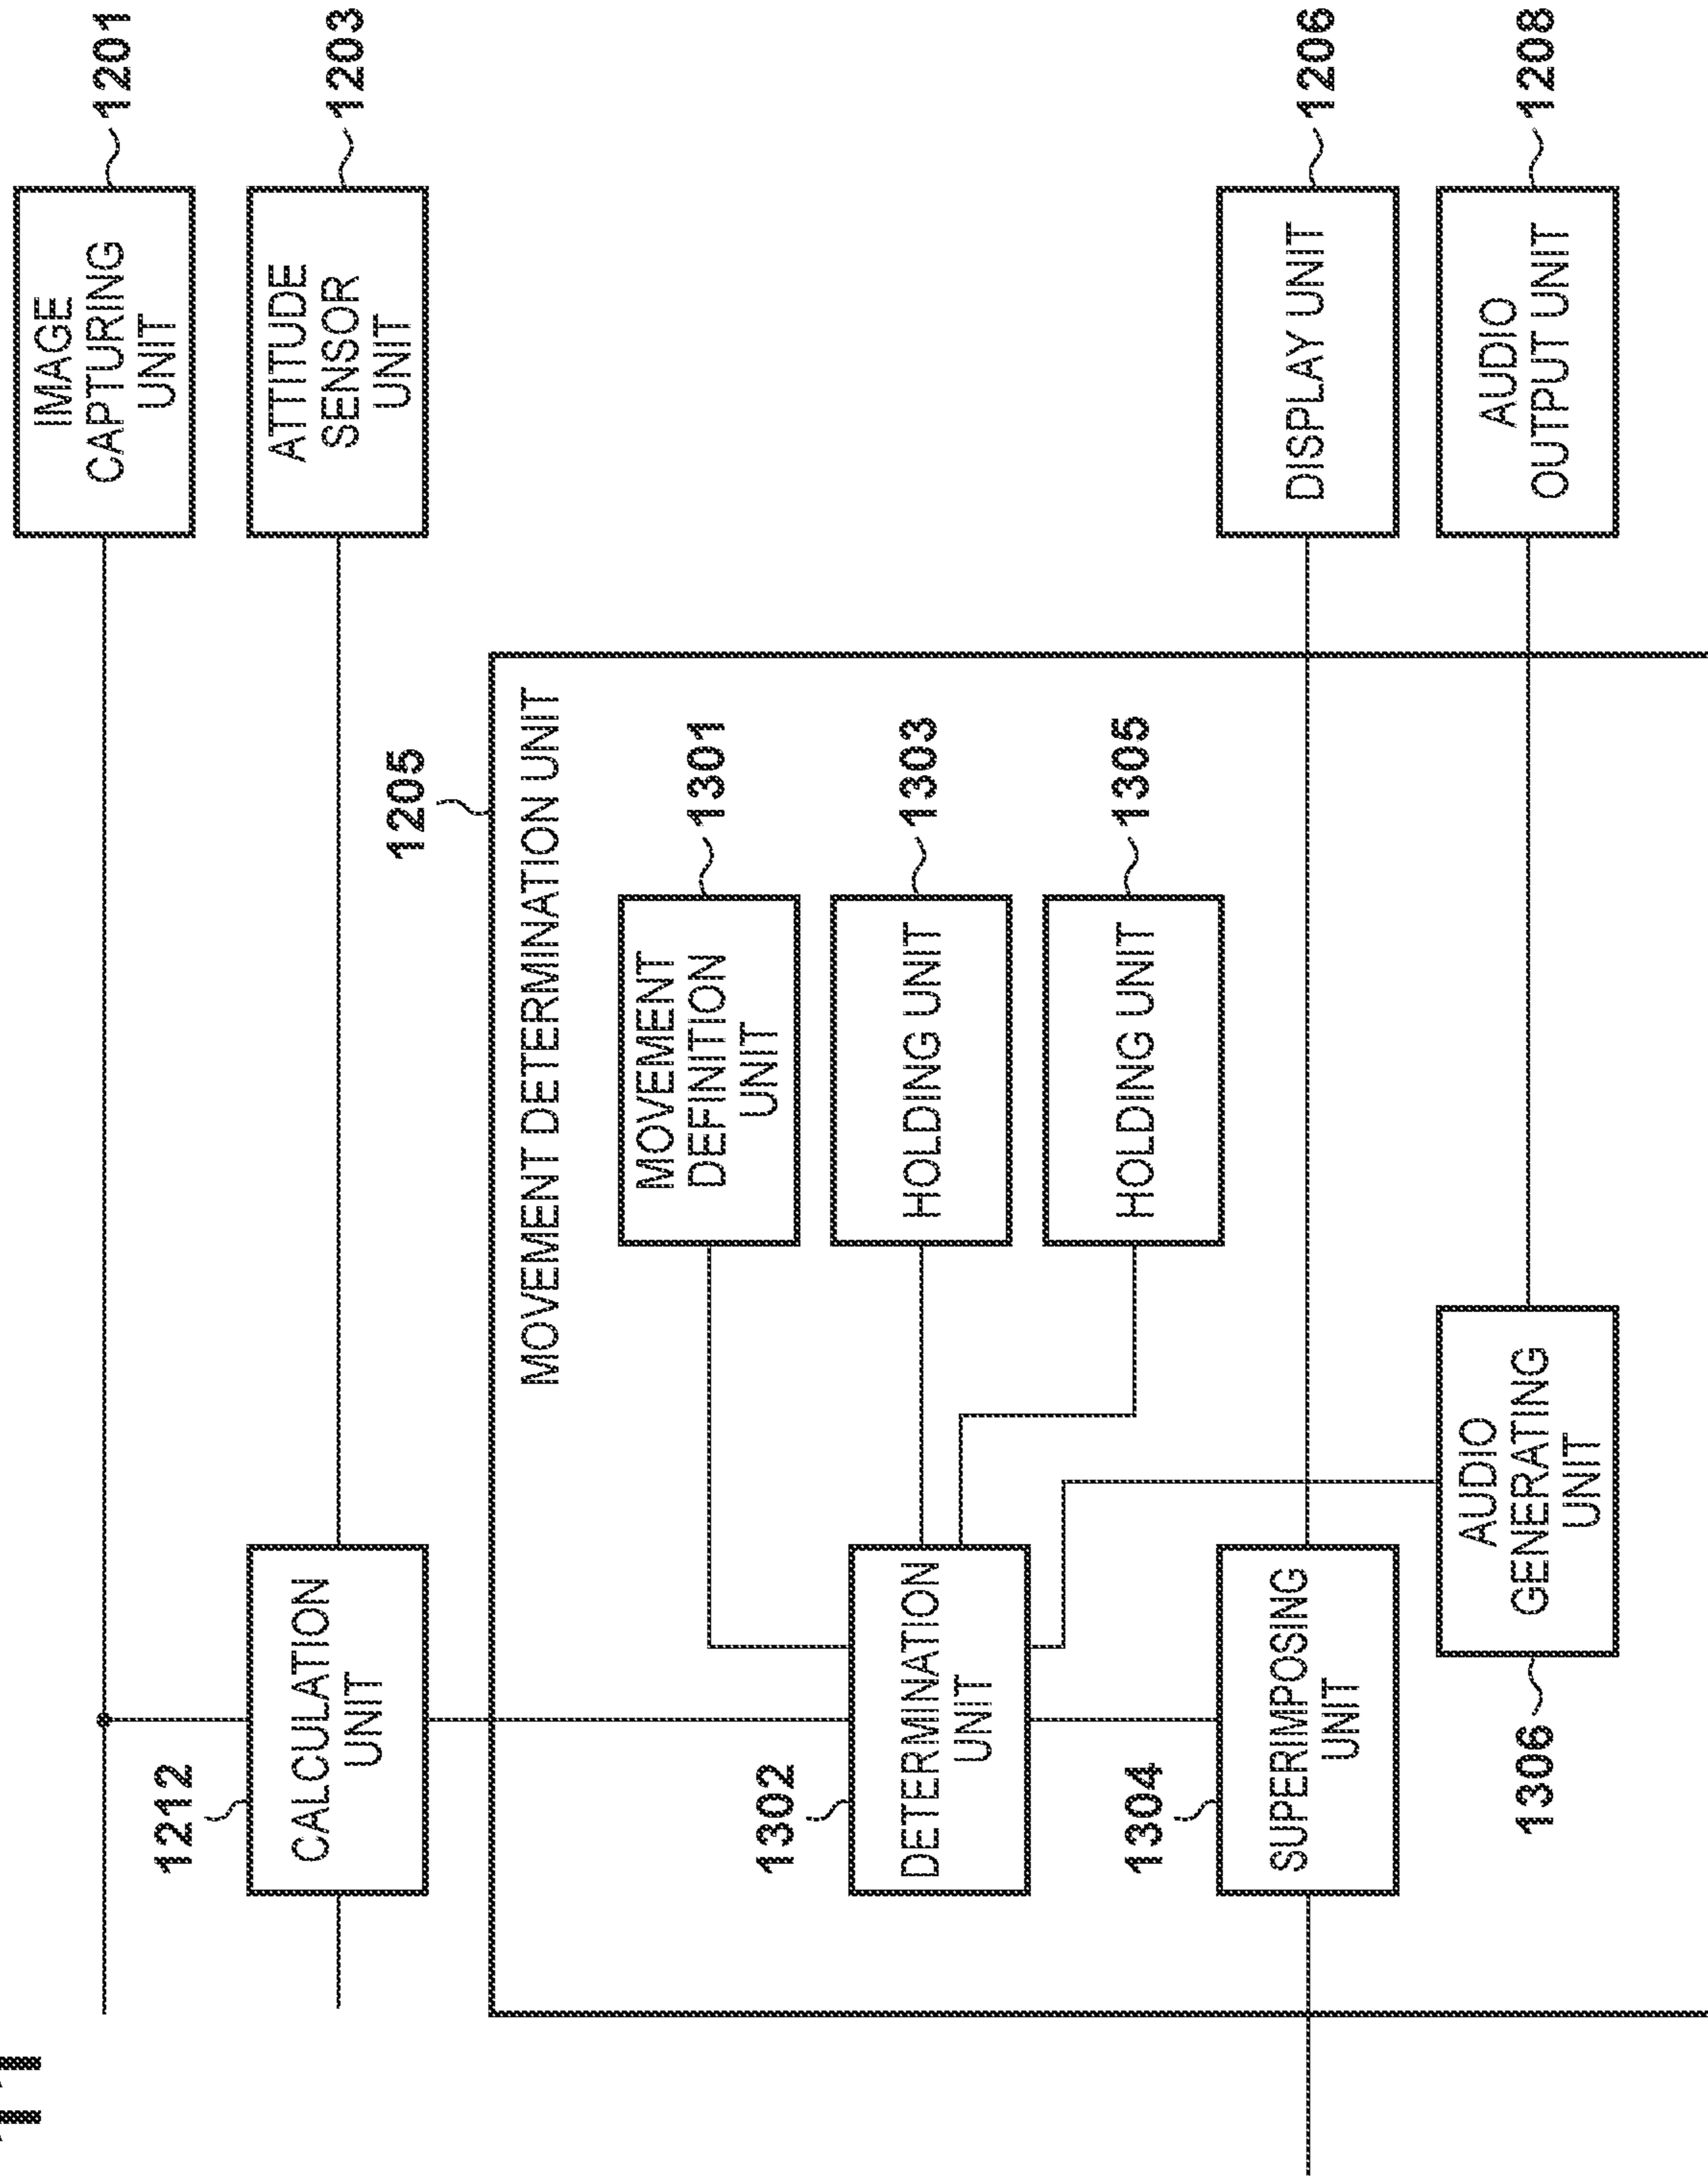 11
IMAGE
CAPTURING
UNIT
1201
1212
CALCULATION
UNIT
ATTITUDE
SENSOR
UNIT
1203
1205
MOVEMENT DETERMINATION UNIT
MOVEMENT
DEFINITION
UNIT
1301
1302
DETERMINATION
UNIT
HOLDING UNIT
1303
HOLDING UNIT
1305
1304
SUPERIMPOSING
UNIT
DISPLAY UNIT
1206
1306
AUDIO
GENERATING
UNIT
AUDIO
OUTPUT UNIT
1208